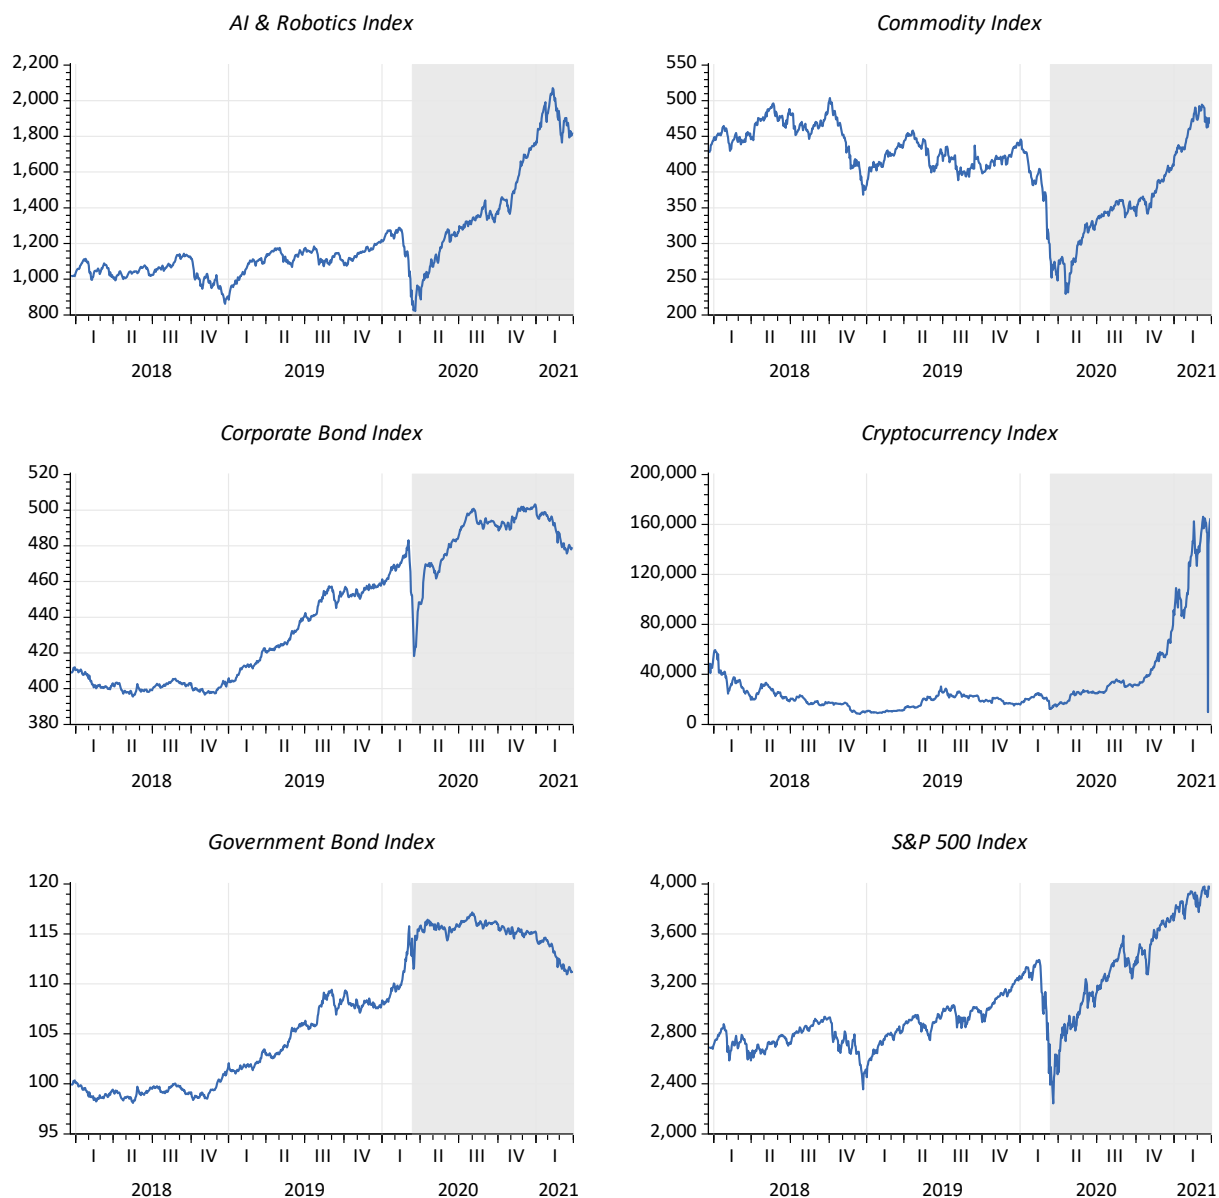 AI & Robotics Index
2,200
2,000
1,800
1,600
1,400
1,200
1,000
800
I II III IV I II III IV I II III IV I
2018 2019 2020 2021
Commodity Index
550
500
450
400
350
300
250
200
I II III IV I II III IV I II III IV I
2018 2019 2020 2021
Corporate Bond Index
520
500
480
460
440
420
400
380
I II III IV I II III IV I II III IV I
2018 2019 2020 2021
Cryptocurrency Index
200,000
160,000
120,000
80,000
40,000
0
I II III IV I II III IV I II III IV I
2018 2019 2020 2021
Government Bond Index
120
115
110
105
100
95
I II III IV I II III IV I II III IV I
2018 2019 2020 2021
S&P 500 Index
4,000
3,600
3,200
2,800
2,400
2,000
I II III IV I II III IV I II III IV I
2018 2019 2020 2021